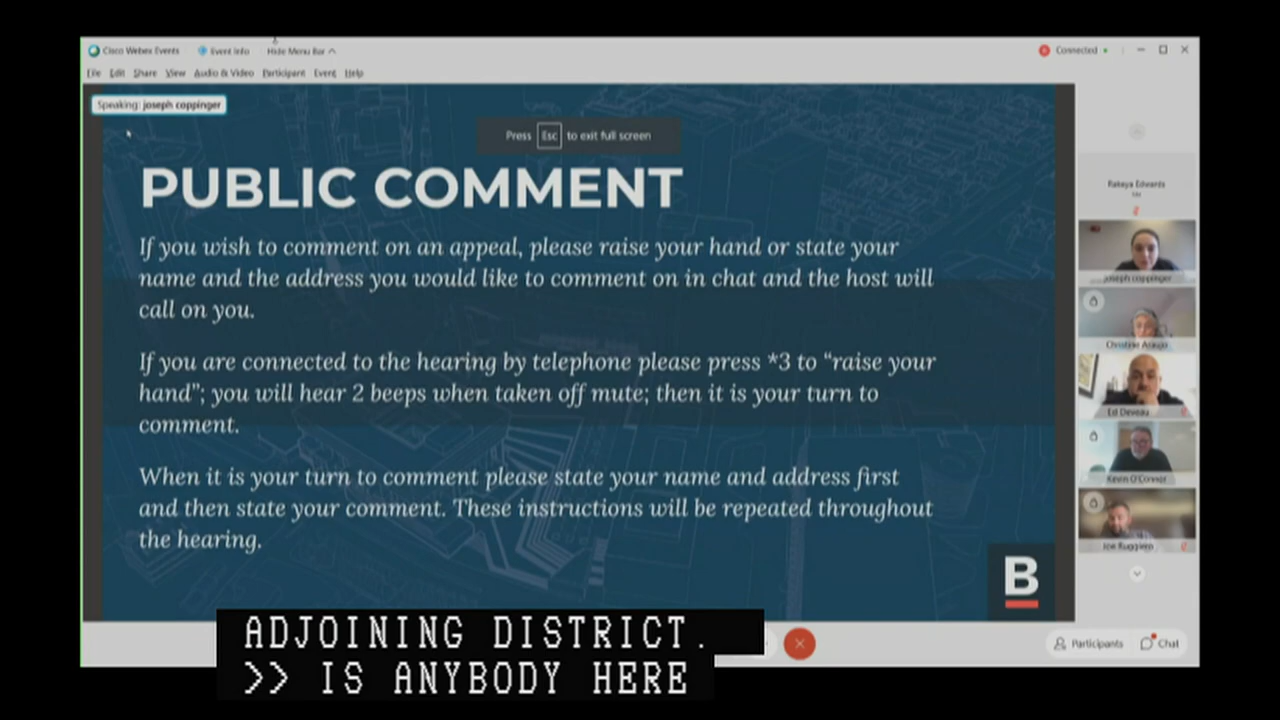 Cisco Webex Events Event Info Hide Menu Bar Connected
File Edit Share View Audio & Video Participant Event Help
Speaking: joseph coppinger
Press Esc to exit full screen
PUBLIC COMMENT
If you wish to comment on an appeal, please raise your hand or state your
name and the address you would like to comment on in chat and the host will
call on you.
If you are connected to the hearing by telephone please press *3 to “raise your
hand”; you will hear 2 beeps when taken off mute; then it is your turn to
comment.
When it is your turn to comment please state your name and address first
and then state your comment. These instructions will be repeated throughout
the hearing.
B
Rakeya Edwards
Me
joseph coppinger
Christine Araujo
Ed Deveau
Kevin O'Connor
Joe Ruggiero
Participants Chat
ADJOINING DISTRICT.
>> IS ANYBODY HERE